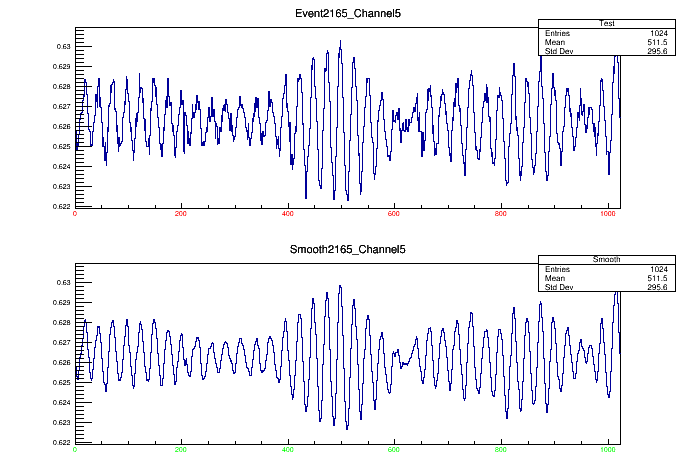 Event2165_Channel5
Test
Entries 1024
Mean 511.5
Std Dev 295.6
0.63
0.629
0.628
0.627
0.626
0.625
0.624
0.623
0.622
0 200 400 600 800 1000
Smooth2165_Channel5
Smooth
Entries 1024
Mean 511.5
Std Dev 295.6
0.63
0.629
0.628
0.627
0.626
0.625
0.624
0.623
0.622
0 200 400 600 800 1000